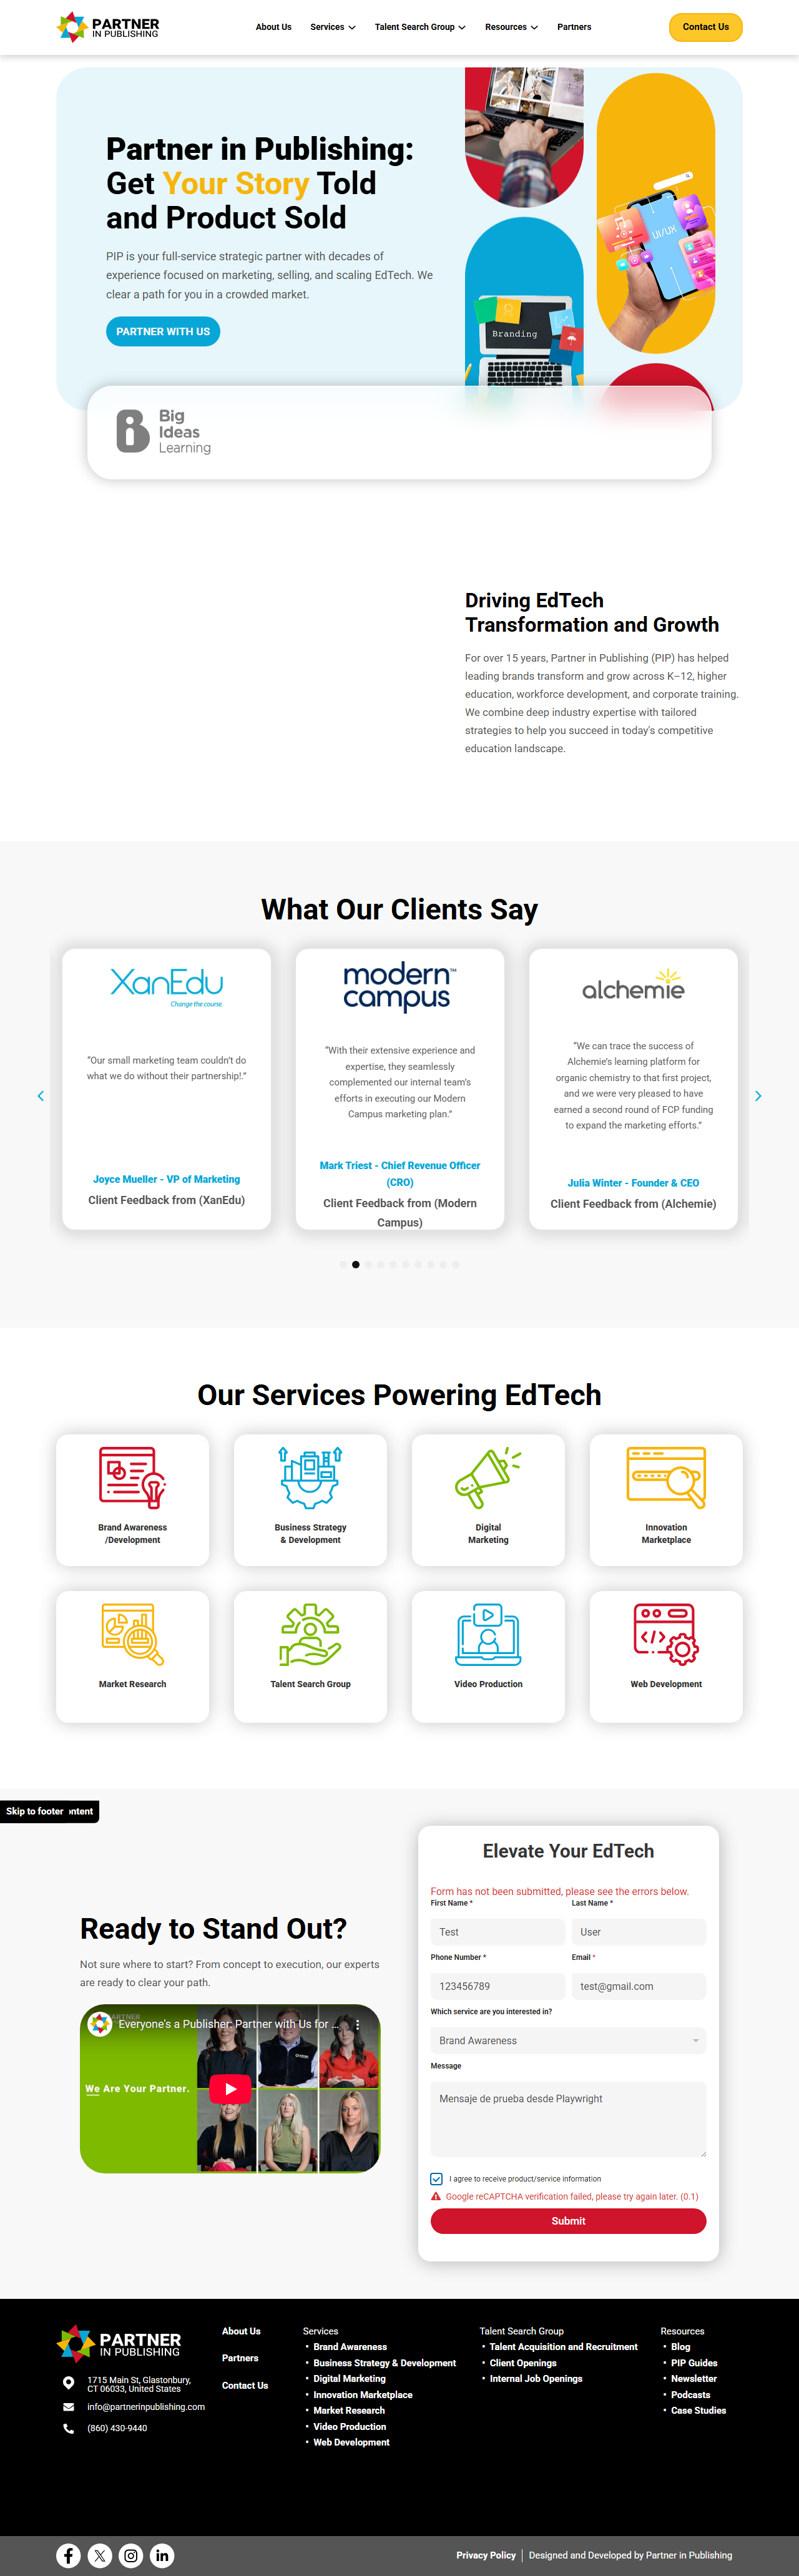 PARTNER
IN PUBLISHING
About Us
Services
Talent Search Group
Resources
Partners
Contact Us
Partner in Publishing:
Get Your Story Told
and Product Sold
PIP is your full-service strategic partner with decades of
experience focused on marketing, selling, and scaling EdTech. We
clear a path for you in a crowded market.
PARTNER WITH US
UI/UX
Branding
Big
Ideas
Learning
Driving EdTech
Transformation and Growth
For over 15 years, Partner in Publishing (PIP) has helped
leading brands transform and grow across K–12, higher
education, workforce development, and corporate training.
We combine deep industry expertise with tailored
strategies to help you succeed in today's competitive
education landscape.
What Our Clients Say
XanEdu
Change the course.
“Our small marketing team couldn’t do
what we do without their partnership!.”
Joyce Mueller - VP of Marketing
Client Feedback from (XanEdu)
modern
campus™
“With their extensive experience and
expertise, they seamlessly
complemented our internal team’s
efforts in executing our Modern
Campus marketing plan.”
Mark Triest - Chief Revenue Officer
(CRO)
Client Feedback from (Modern
Campus)
alchemie
“We can trace the success of
Alchemie’s learning platform for
organic chemistry to that first project,
and we were very pleased to have
earned a second round of FCP funding
to expand the marketing efforts.”
Julia Winter - Founder & CEO
Client Feedback from (Alchemie)
Our Services Powering EdTech
Brand Awareness
/Development
Business Strategy
& Development
Digital
Marketing
Innovation
Marketplace
Market Research
Talent Search Group
Video Production
Web Development
Skip to footer ontent
Ready to Stand Out?
Not sure where to start? From concept to execution, our experts
are ready to clear your path.
Everyone's a Publisher: Partner with Us for ...
We Are Your Partner.
Elevate Your EdTech
Form has not been submitted, please see the errors below.
First Name *
Last Name *
Test
User
Phone Number *
Email *
123456789
test@gmail.com
Which service are you interested in?
Brand Awareness
Message
Mensaje de prueba desde Playwright
I agree to receive product/service information
Google reCAPTCHA verification failed, please try again later. (0.1)
Submit
PARTNER
IN PUBLISHING
1715 Main St, Glastonbury,
CT 06033, United States
info@partnerinpublishing.com
(860) 430-9440
About Us
Partners
Contact Us
Services
• Brand Awareness
• Business Strategy & Development
• Digital Marketing
• Innovation Marketplace
• Market Research
• Video Production
• Web Development
Talent Search Group
• Talent Acquisition and Recruitment
• Client Openings
• Internal Job Openings
Resources
• Blog
• PIP Guides
• Newsletter
• Podcasts
• Case Studies
Privacy Policy
Designed and Developed by Partner in Publishing